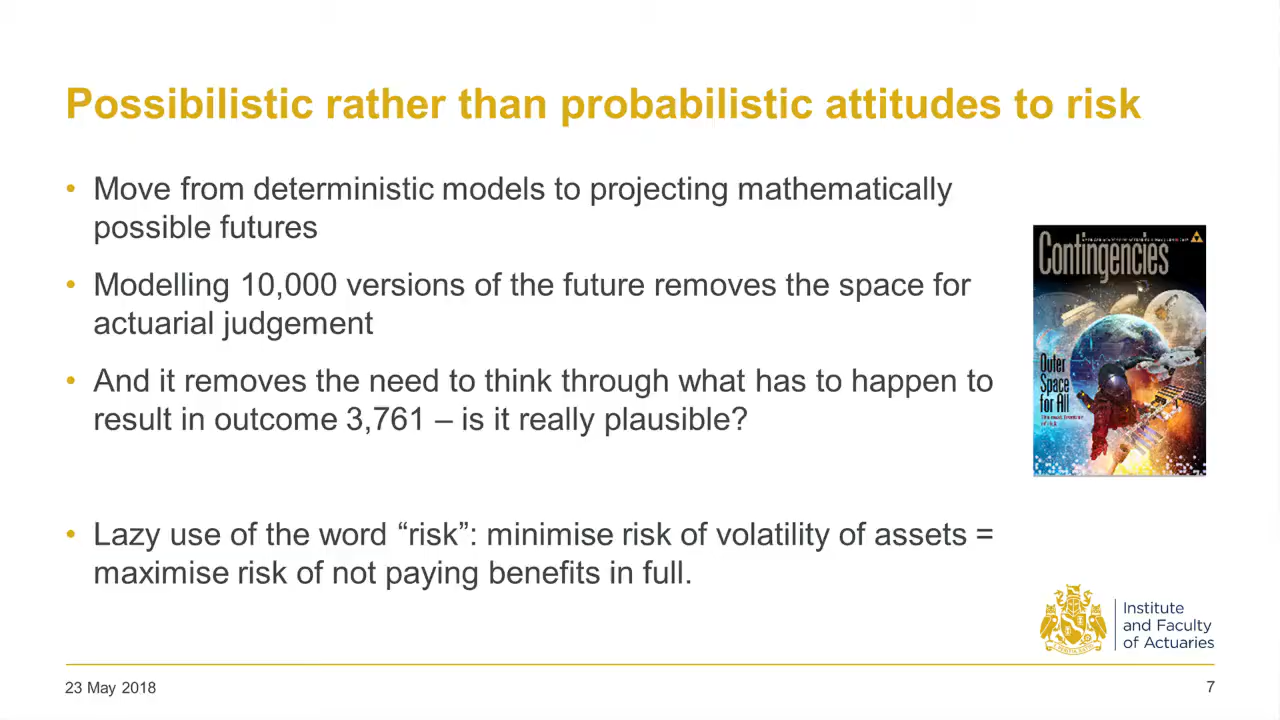 Possibilistic rather than probabilistic attitudes to risk
• Move from deterministic models to projecting mathematically
possible futures
• Modelling 10,000 versions of the future removes the space for
actuarial judgement
• And it removes the need to think through what has to happen to
result in outcome 3,761 – is it really plausible?
• Lazy use of the word “risk”: minimise risk of volatility of assets =
maximise risk of not paying benefits in full.
Contingencies
Outer
Space
for All
Institute
and Faculty
of Actuaries
23 May 2018
7